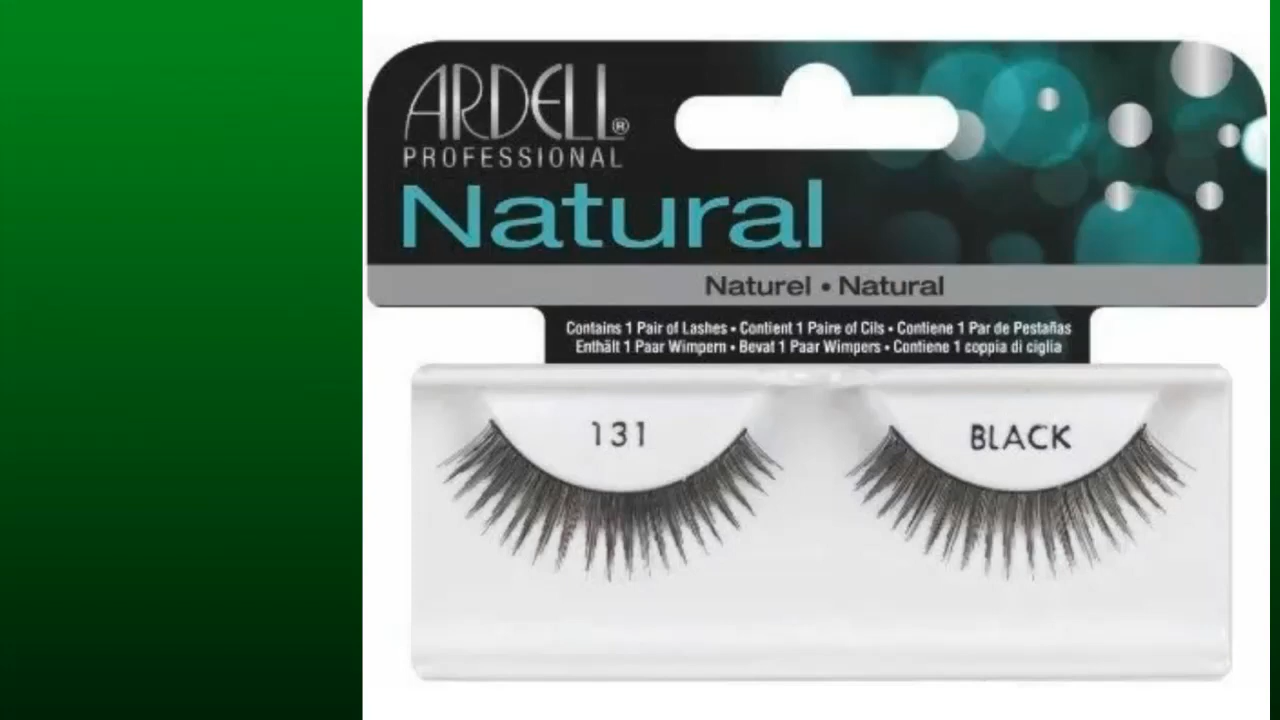 ARDELL®
PROFESSIONAL
Natural
Naturel • Natural
Contains 1 Pair of Lashes • Contient 1 Paire of Cils • Contiene 1 Par de Pestañas
Enthält 1 Paar Wimpern • Bevat 1 Paar Wimpers • Contiene 1 coppia di ciglia
131 BLACK